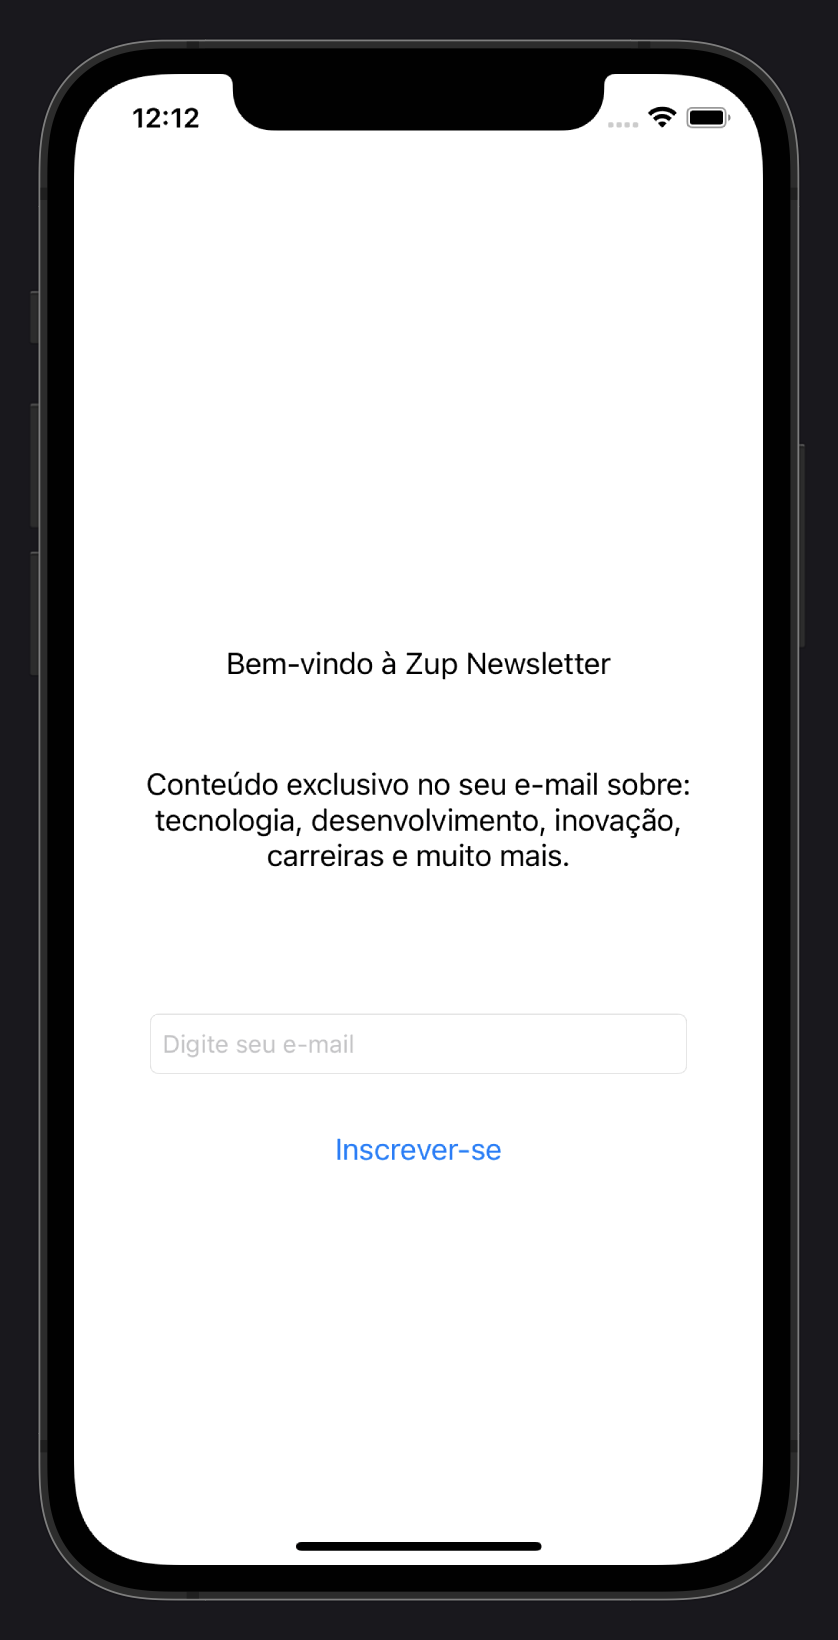 12:12
Bem-vindo à Zup Newsletter
Conteúdo exclusivo no seu e-mail sobre:
tecnologia, desenvolvimento, inovação,
carreiras e muito mais.
Digite seu e-mail
Inscrever-se